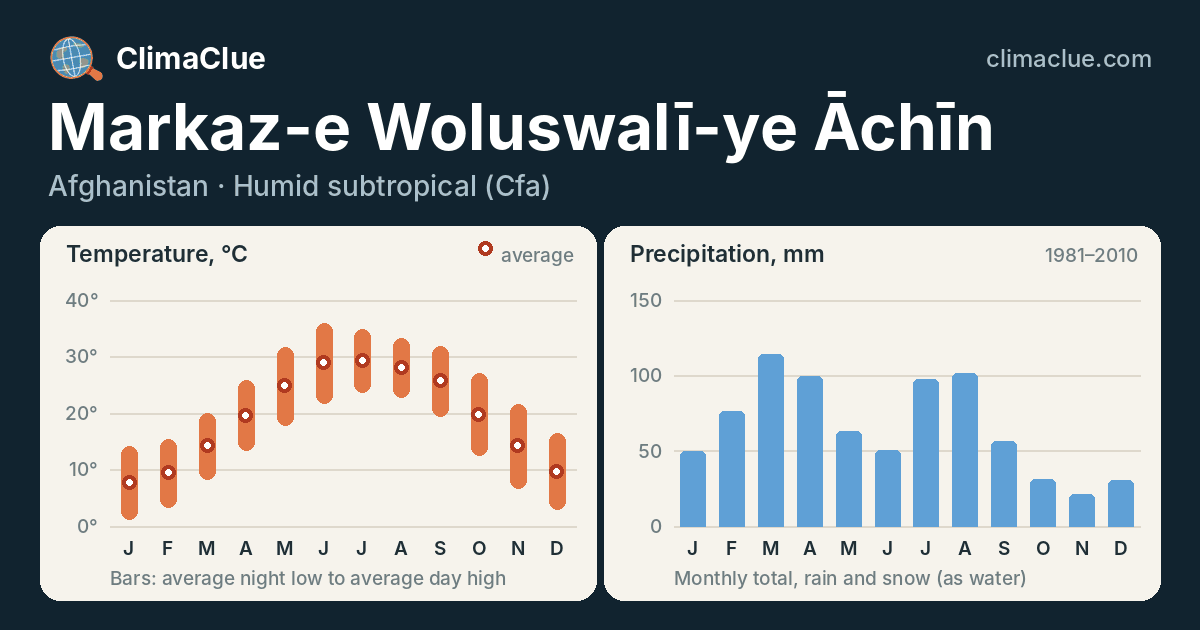 ClimaClue
climaclue.com
Markaz-e Woluswalī-ye Āchīn
Afghanistan · Humid subtropical (Cfa)
Temperature, °C
average
40°
30°
20°
10°
0°
J F M A M J J A S O N D
Bars: average night low to average day high
Precipitation, mm
1981–2010
150
100
50
0
J F M A M J J A S O N D
Monthly total, rain and snow (as water)